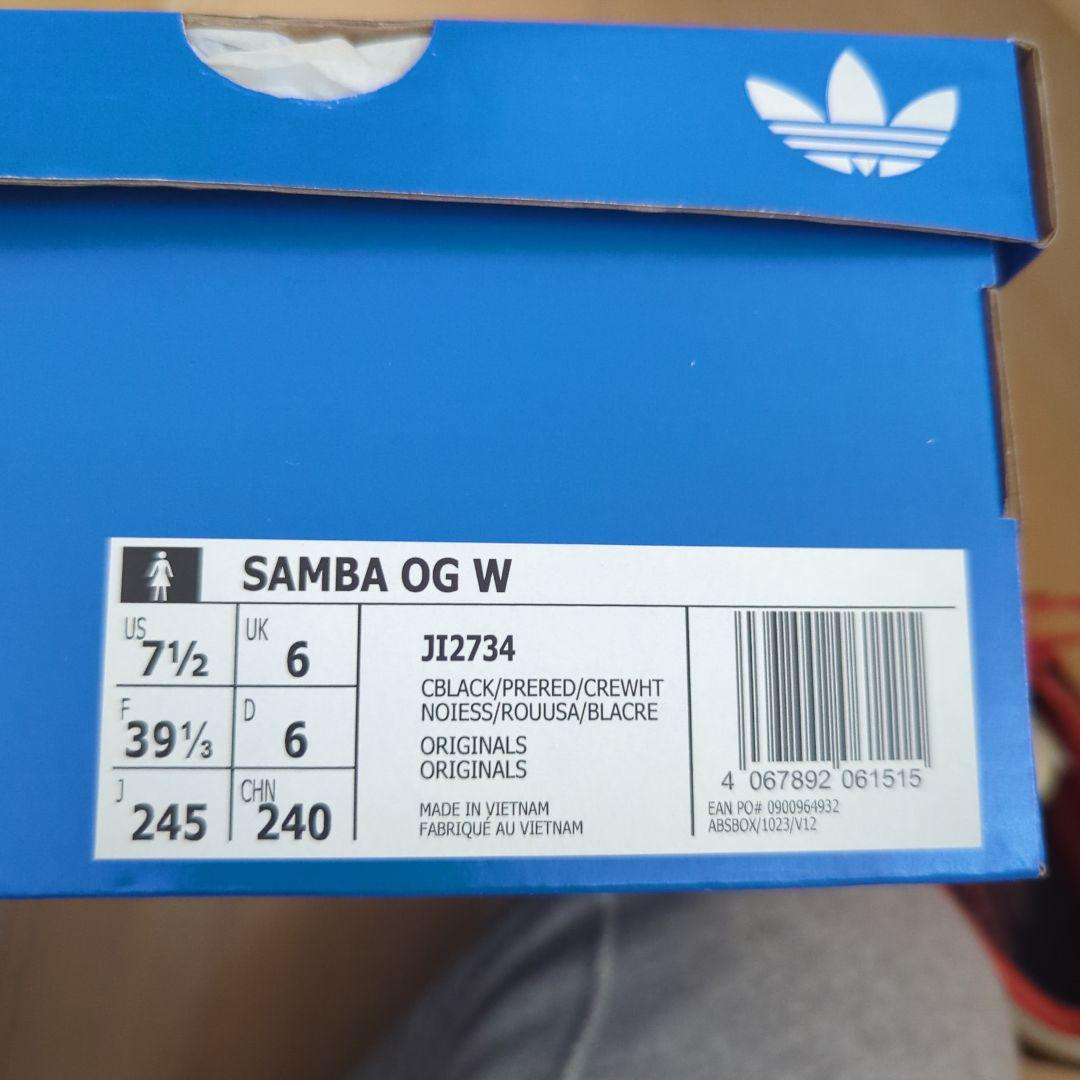 SAMBA OG W
US 7½
UK 6
F 39⅓
D 6
J 245
CHN 240
JI2734
CBLACK/PRERED/CREWHT
NOIESS/ROUUSA/BLACRE
ORIGINALS
ORIGINALS
MADE IN VIETNAM
FABRIQUÉ AU VIETNAM
4 067892 061515
EAN PO# 0900964932
ABSBOX/1023/V12